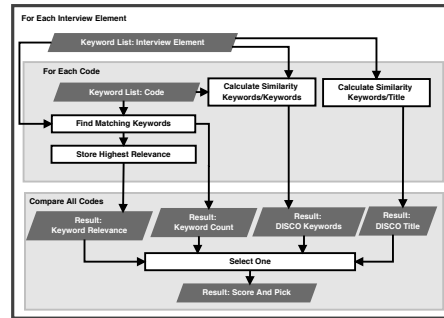 For Each Interview Element
Keyword List: Interview Element
For Each Code
Keyword List: Code
Calculate Similarity
Keywords/Keywords
Calculate Similarity
Keywords/Title
Find Matching Keywords
Store Highest Relevance
Compare All Codes
Result:
Keyword Relevance
Result:
Keyword Count
Result:
DISCO Keywords
Result:
DISCO Title
Select One
Result: Score And Pick